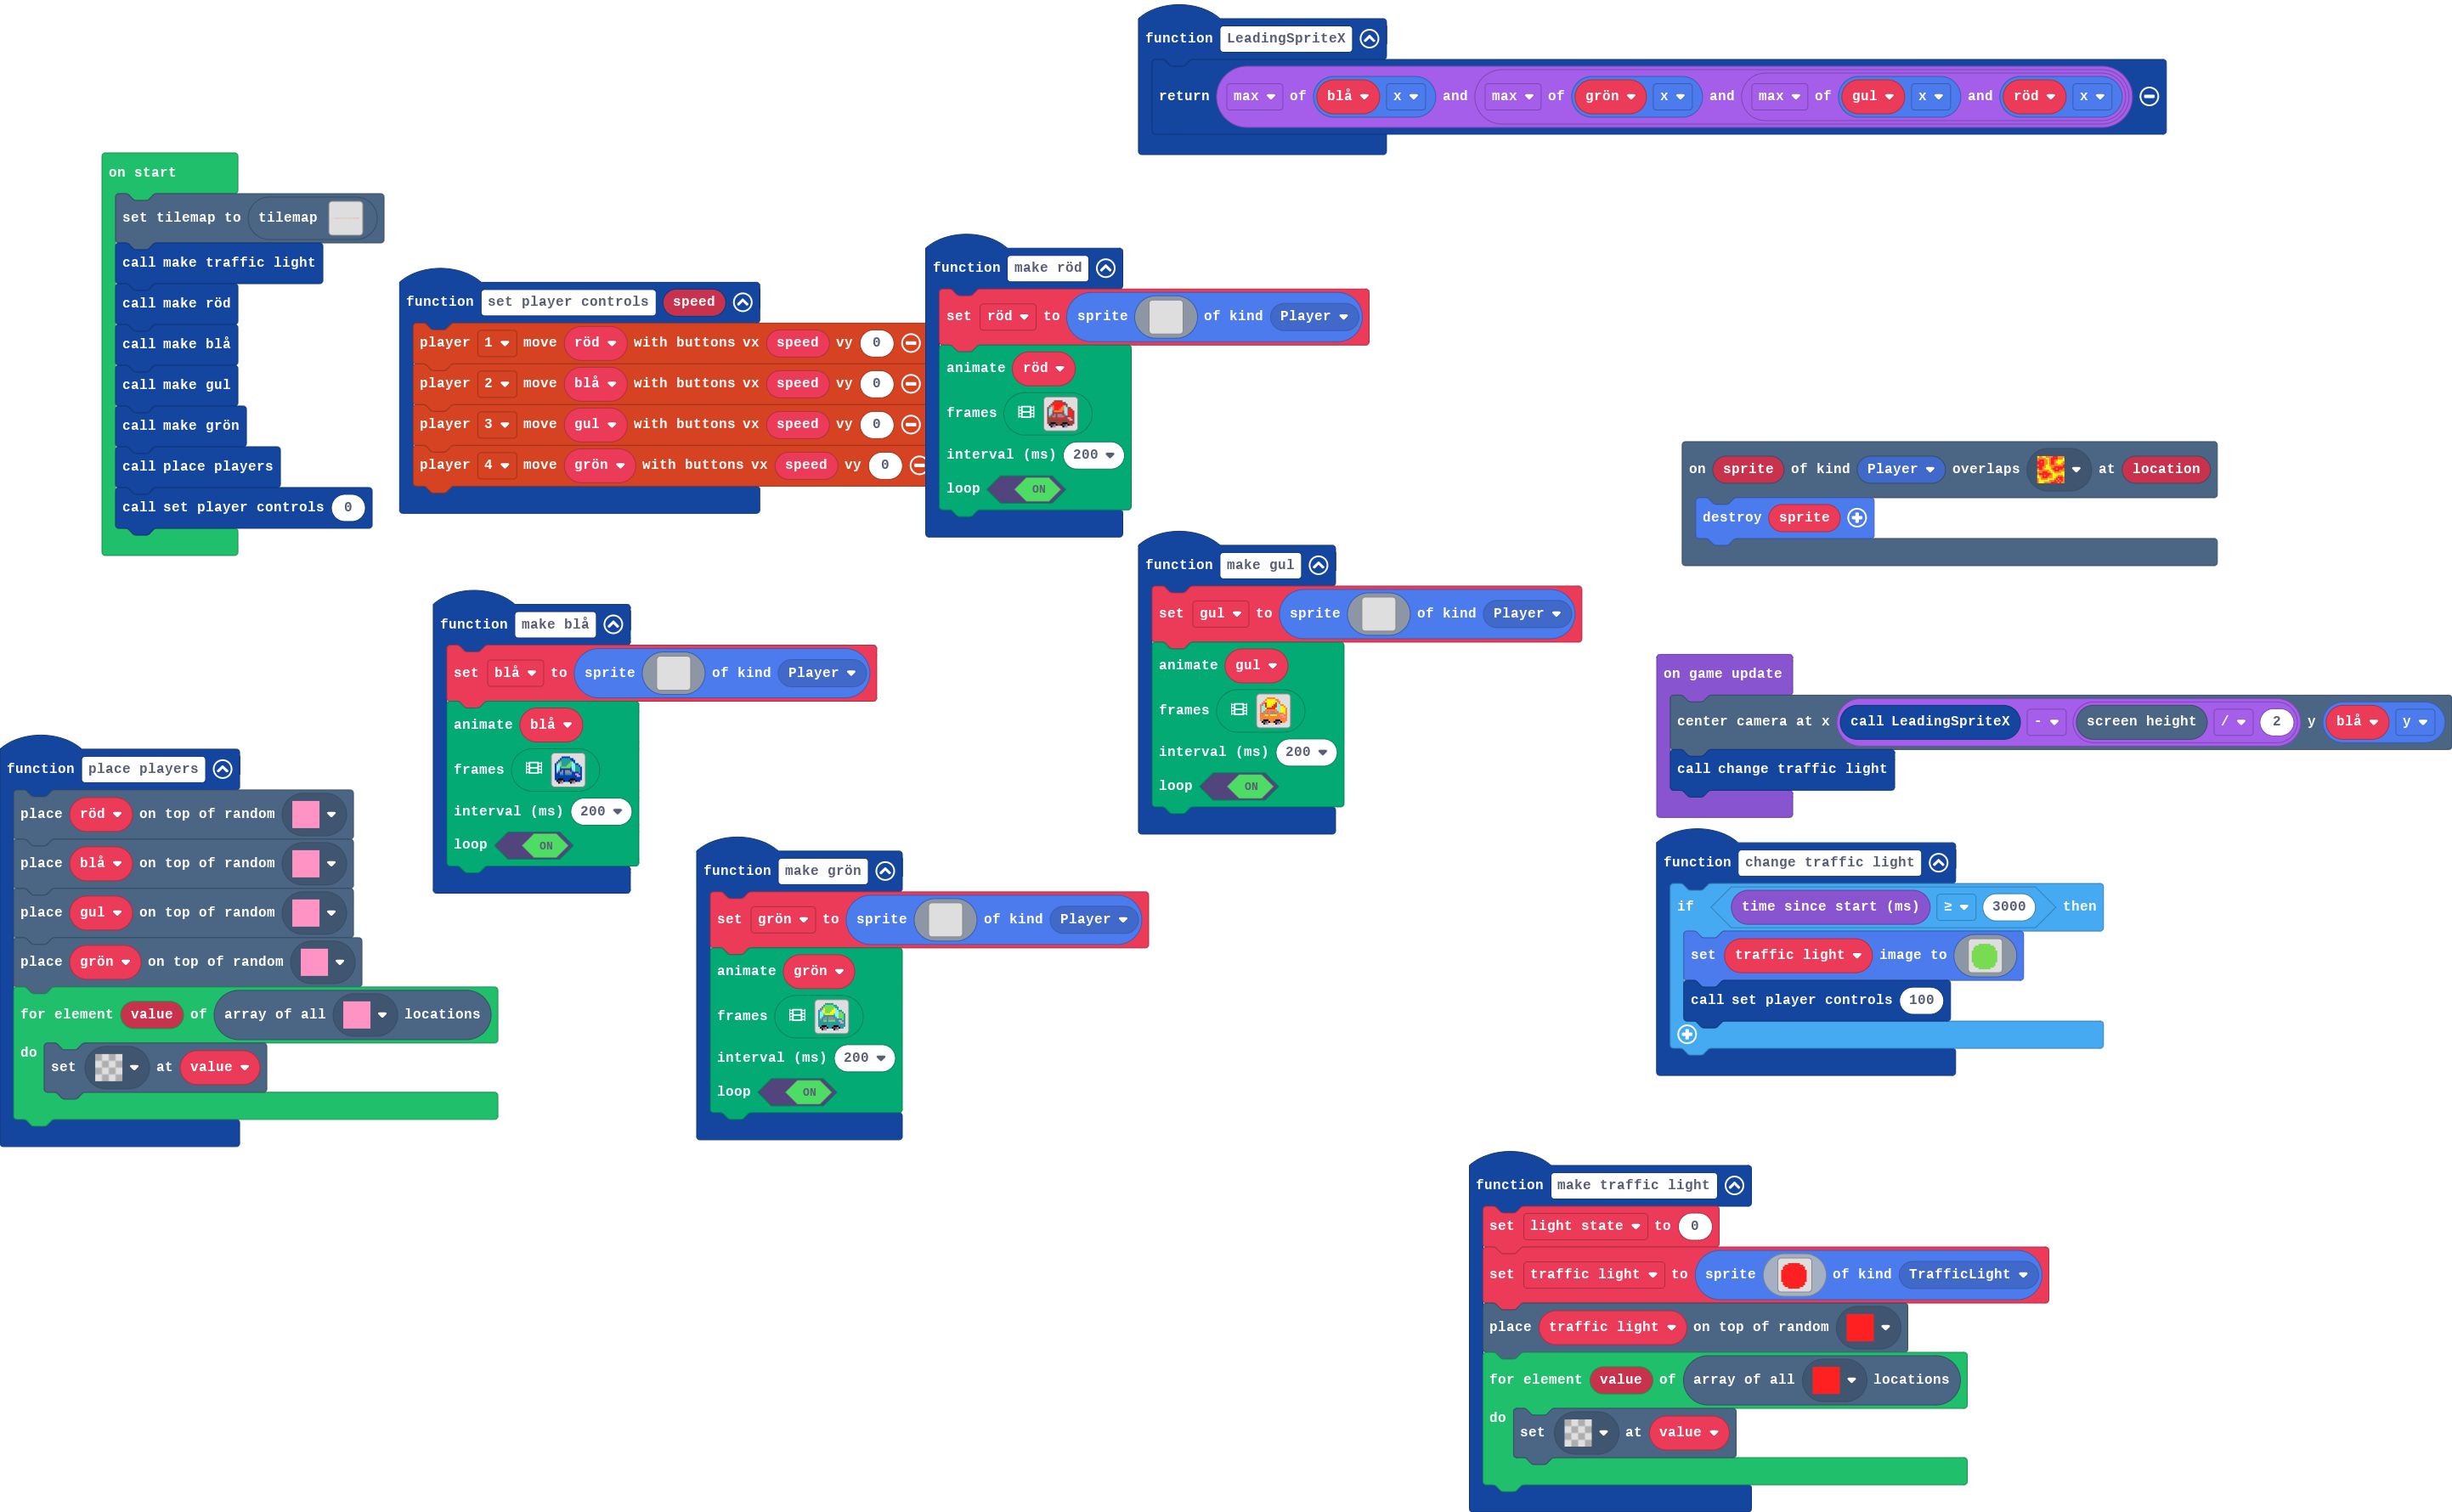 function LeadingSpriteX
return max of blå x and max of grön x and max of gul x and röd x
on start
set tilemap to tilemap
call make traffic light
call make röd
call make blå
call make gul
call make grön
call place players
call set player controls 0
function set player controls speed
player 1 move röd with buttons vx speed vy 0
player 2 move blå with buttons vx speed vy 0
player 3 move gul with buttons vx speed vy 0
player 4 move grön with buttons vx speed vy 0
function make röd
set röd to sprite of kind Player
animate röd
frames
interval (ms) 200
loop ON
on sprite of kind Player overlaps at location
destroy sprite
function make gul
set gul to sprite of kind Player
animate gul
frames
interval (ms) 200
loop ON
function make blå
set blå to sprite of kind Player
animate blå
frames
interval (ms) 200
loop ON
on game update
center camera at x call LeadingSpriteX - screen height / 2 y blå y
call change traffic light
function place players
place röd on top of random
place blå on top of random
place gul on top of random
place grön on top of random
for element value of array of all locations
do set at value
function make grön
set grön to sprite of kind Player
animate grön
frames
interval (ms) 200
loop ON
function change traffic light
if time since start (ms) ≥ 3000 then
set traffic light image to
call set player controls 100
function make traffic light
set light state to 0
set traffic light to sprite of kind TrafficLight
place traffic light on top of random
for element value of array of all locations
do set at value